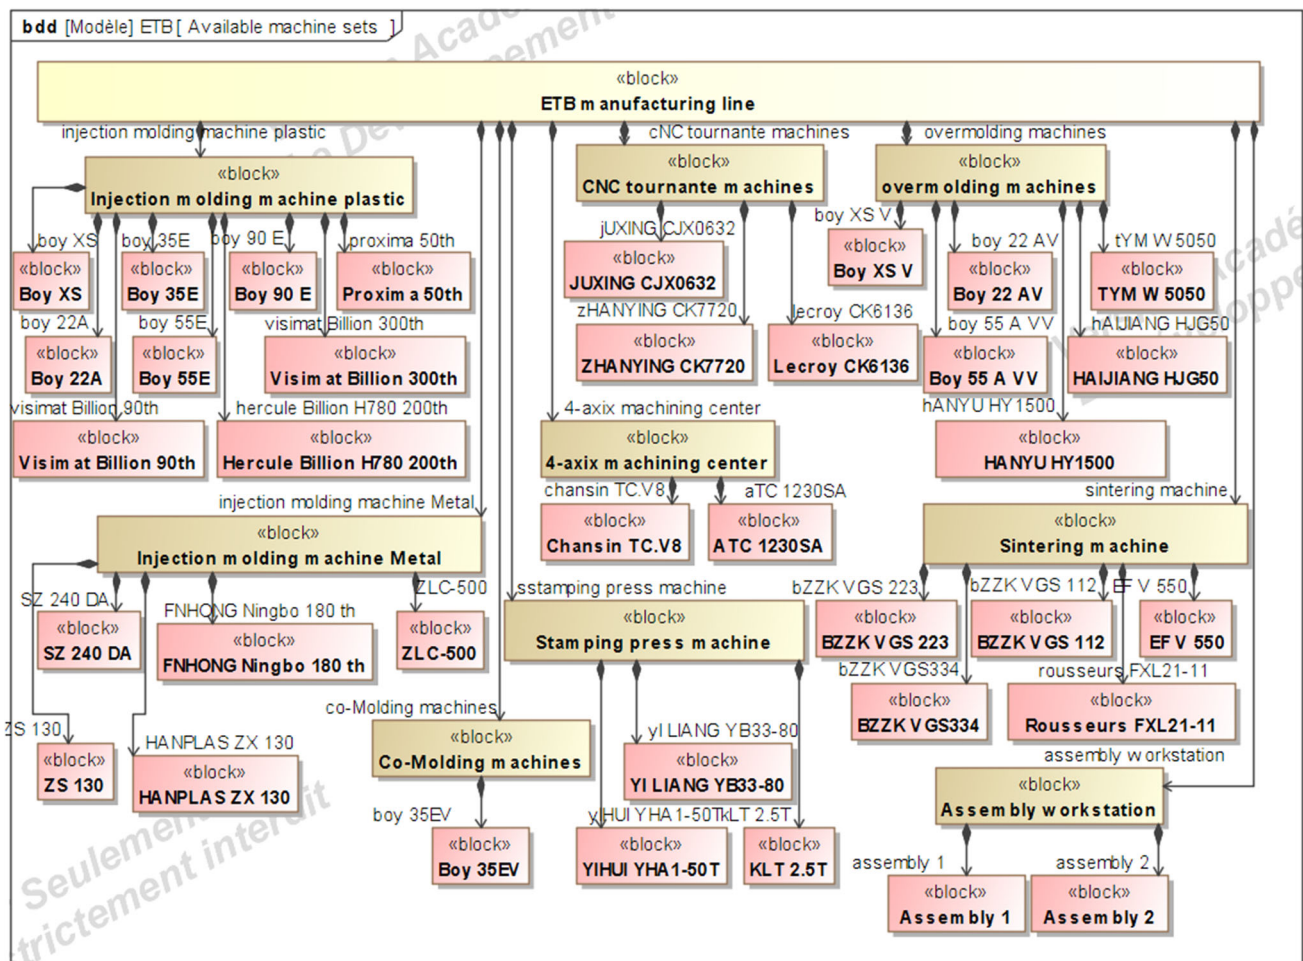 bdd [Modèle] ETB [ Available machine sets ]
«block»
ETB manufacturing line
injection molding machine plastic
cNC tournante machines
overmolding machines
«block»
Injection molding machine plastic
«block»
CNC tournante machines
«block»
overmolding machines
boy XS
boy 35E
boy 90 E
proxima 50th
jUXING CJX0632
boy XS V
boy 22 AV
tYM W 5050
«block»
Boy XS
«block»
Boy 35E
«block»
Boy 90 E
«block»
Proxima 50th
«block»
JUXING CJX0632
«block»
Boy XS V
«block»
Boy 22 AV
«block»
TYM W 5050
boy 22A
boy 55E
visimat Billion 300th
zHANYING CK7720
lecroy CK6136
boy 55 A VV
hAIJIANG HJG50
«block»
Boy 22A
«block»
Boy 55E
«block»
Visimat Billion 300th
«block»
ZHANYING CK7720
«block»
Lecroy CK6136
«block»
Boy 55 A VV
«block»
HAIJIANG HJG50
visimat Billion 90th
hercule Billion H780 200th
4-axix machining center
hANYU HY1500
«block»
Visimat Billion 90th
«block»
Hercule Billion H780 200th
«block»
4-axix machining center
«block»
HANYU HY1500
injection molding machine Metal
chansin TC.V8
aTC 1230SA
sintering machine
«block»
Injection molding machine Metal
«block»
Chansin TC.V8
«block»
ATC 1230SA
«block»
Sintering machine
SZ 240 DA
FNHONG Ningbo 180 th
ZLC-500
sstamping press machine
bZZK VGS 223
bZZK VGS 112
EF V 550
«block»
SZ 240 DA
«block»
FNHONG Ningbo 180 th
«block»
ZLC-500
«block»
Stamping press machine
«block»
BZZK VGS 223
«block»
BZZK VGS 112
«block»
EF V 550
bZZK VGS334
rousseurs FXL21-11
«block»
BZZK VGS334
«block»
Rousseurs FXL21-11
ZS 130
HANPLAS ZX 130
co-Molding machines
yI LIANG YB33-80
assembly workstation
«block»
ZS 130
«block»
HANPLAS ZX 130
«block»
Co-Molding machines
«block»
YI LIANG YB33-80
«block»
Assembly workstation
boy 35EV
yIHUI YHA1-50T
kLT 2.5T
assembly 1
assembly 2
«block»
Boy 35EV
«block»
YIHUI YHA1-50T
«block»
KLT 2.5T
«block»
Assembly 1
«block»
Assembly 2
Seulement
strictement interdit